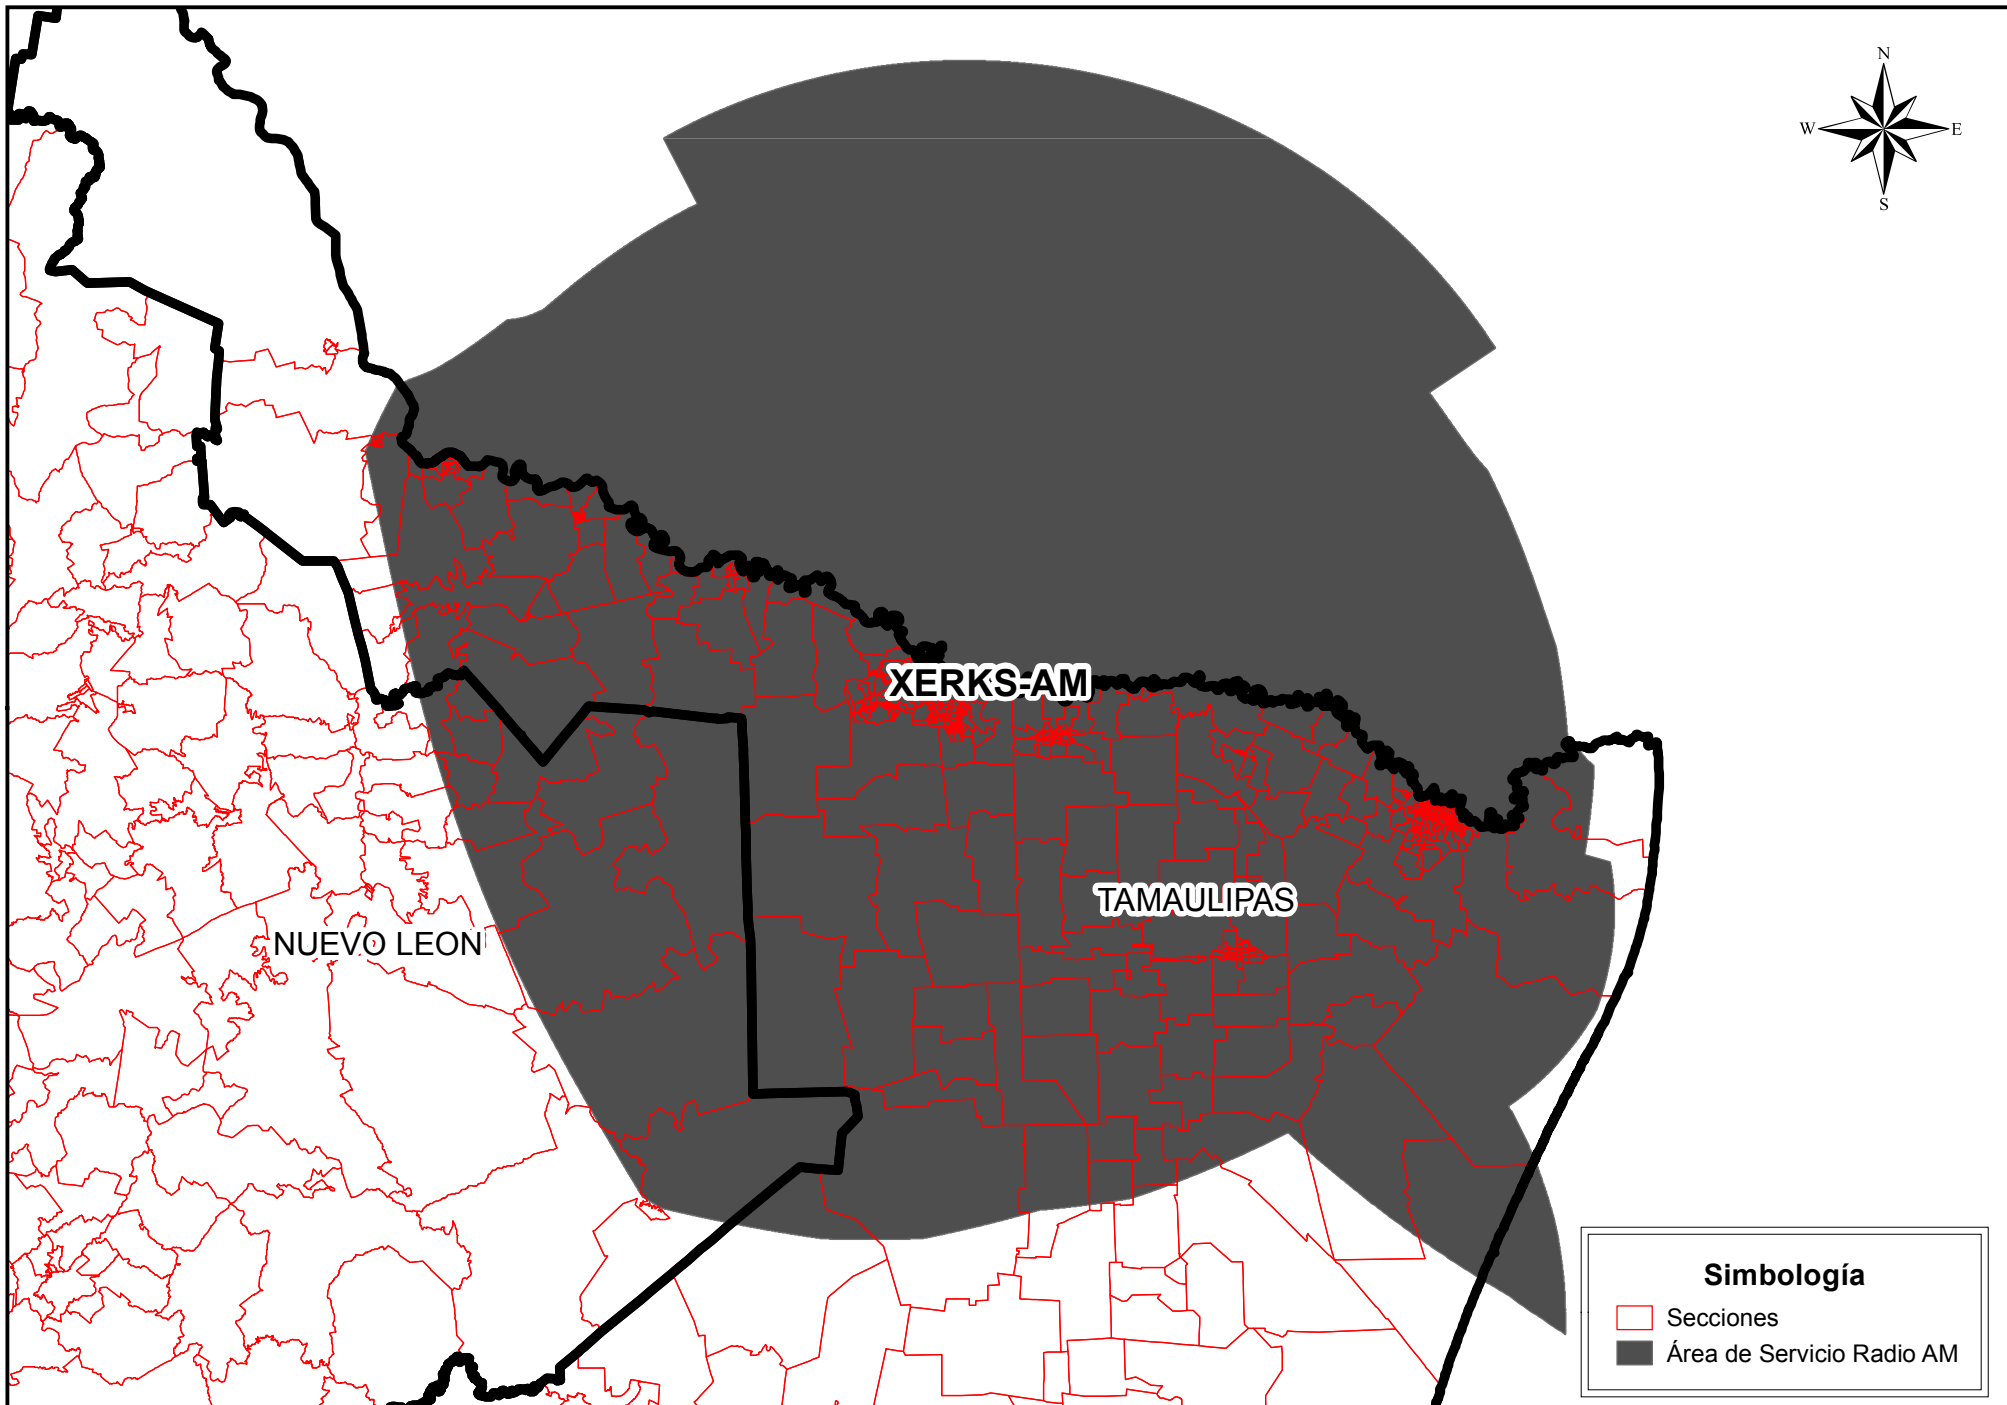 N
W E
S
XERKS-AM
TAMAULIPAS
NUEVO LEON
Simbología
Secciones
Área de Servicio Radio AM